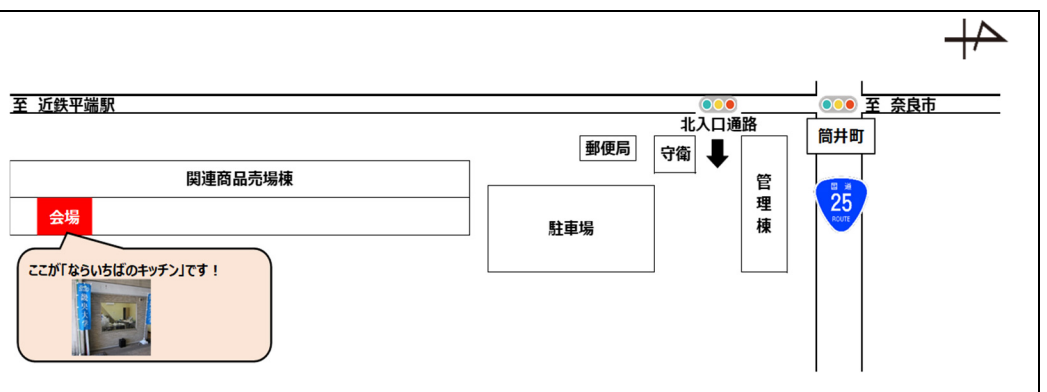 至 近鉄平端駅
至 奈良市
北入口通路
筒井町
郵便局
守衛
管理棟
関連商品売場棟
国道
25
ROUTE
会場
駐車場
ここが「ならいちばのキッチン」です！